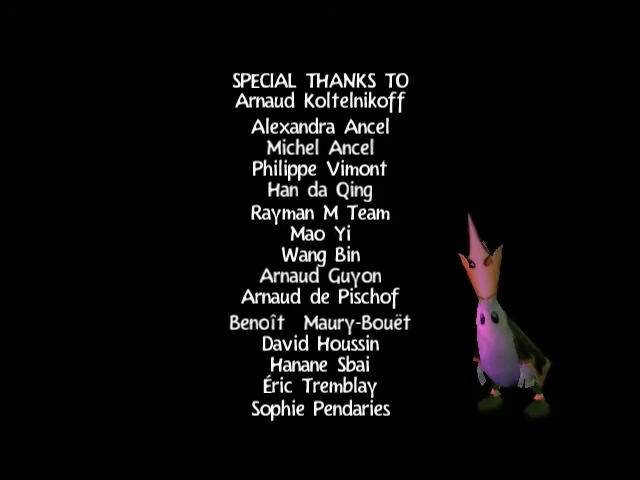 SPECIAL THANKS TO
Arnaud Koltelnikoff
Alexandra Ancel
Michel Ancel
Philippe Vimont
Han da Qing
Rayman M Team
Mao Yi
Wang Bin
Arnaud Guyon
Arnaud de Pischof
Benoît Maury-Bouët
David Houssin
Hanane Sbai
Éric Tremblay
Sophie Pendaries